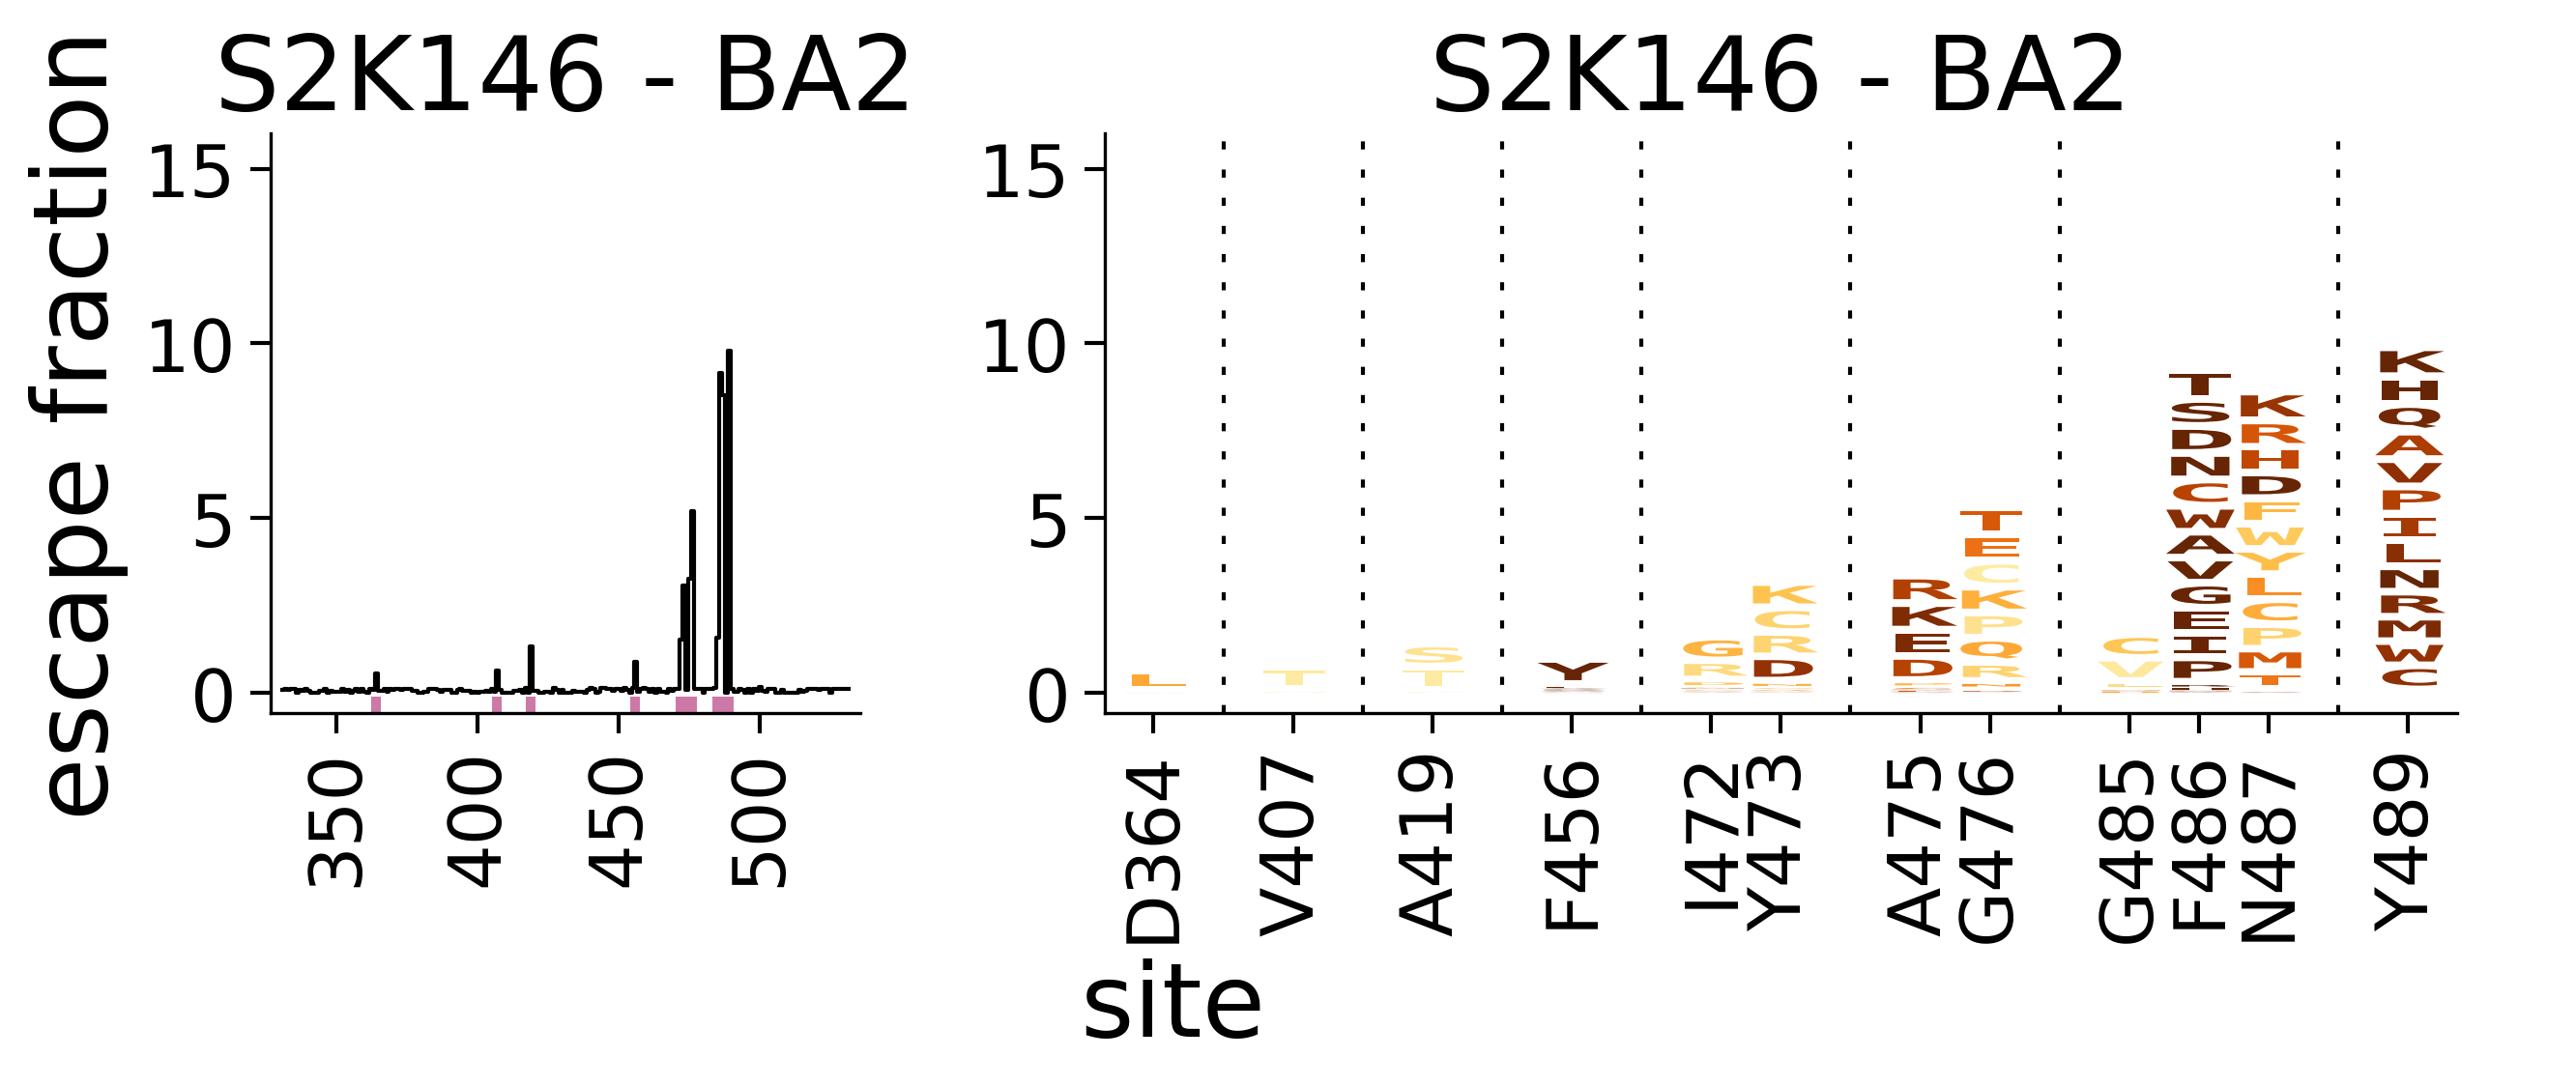 S2K146 - BA2
escape fraction
15
10
5
0
350
400
450
500
S2K146 - BA2
15
10
5
0
L
T
S
T
Y
G
R
K
C
R
D
R
K
E
D
T
E
C
K
P
Q
R
C
V
T
S
D
N
C
W
A
V
G
E
I
P
K
R
H
D
F
W
Y
L
C
P
M
T
K
H
Q
A
V
P
I
L
N
R
M
W
C
D364
V407
A419
F456
I472
Y473
A475
G476
G485
F486
N487
Y489
site